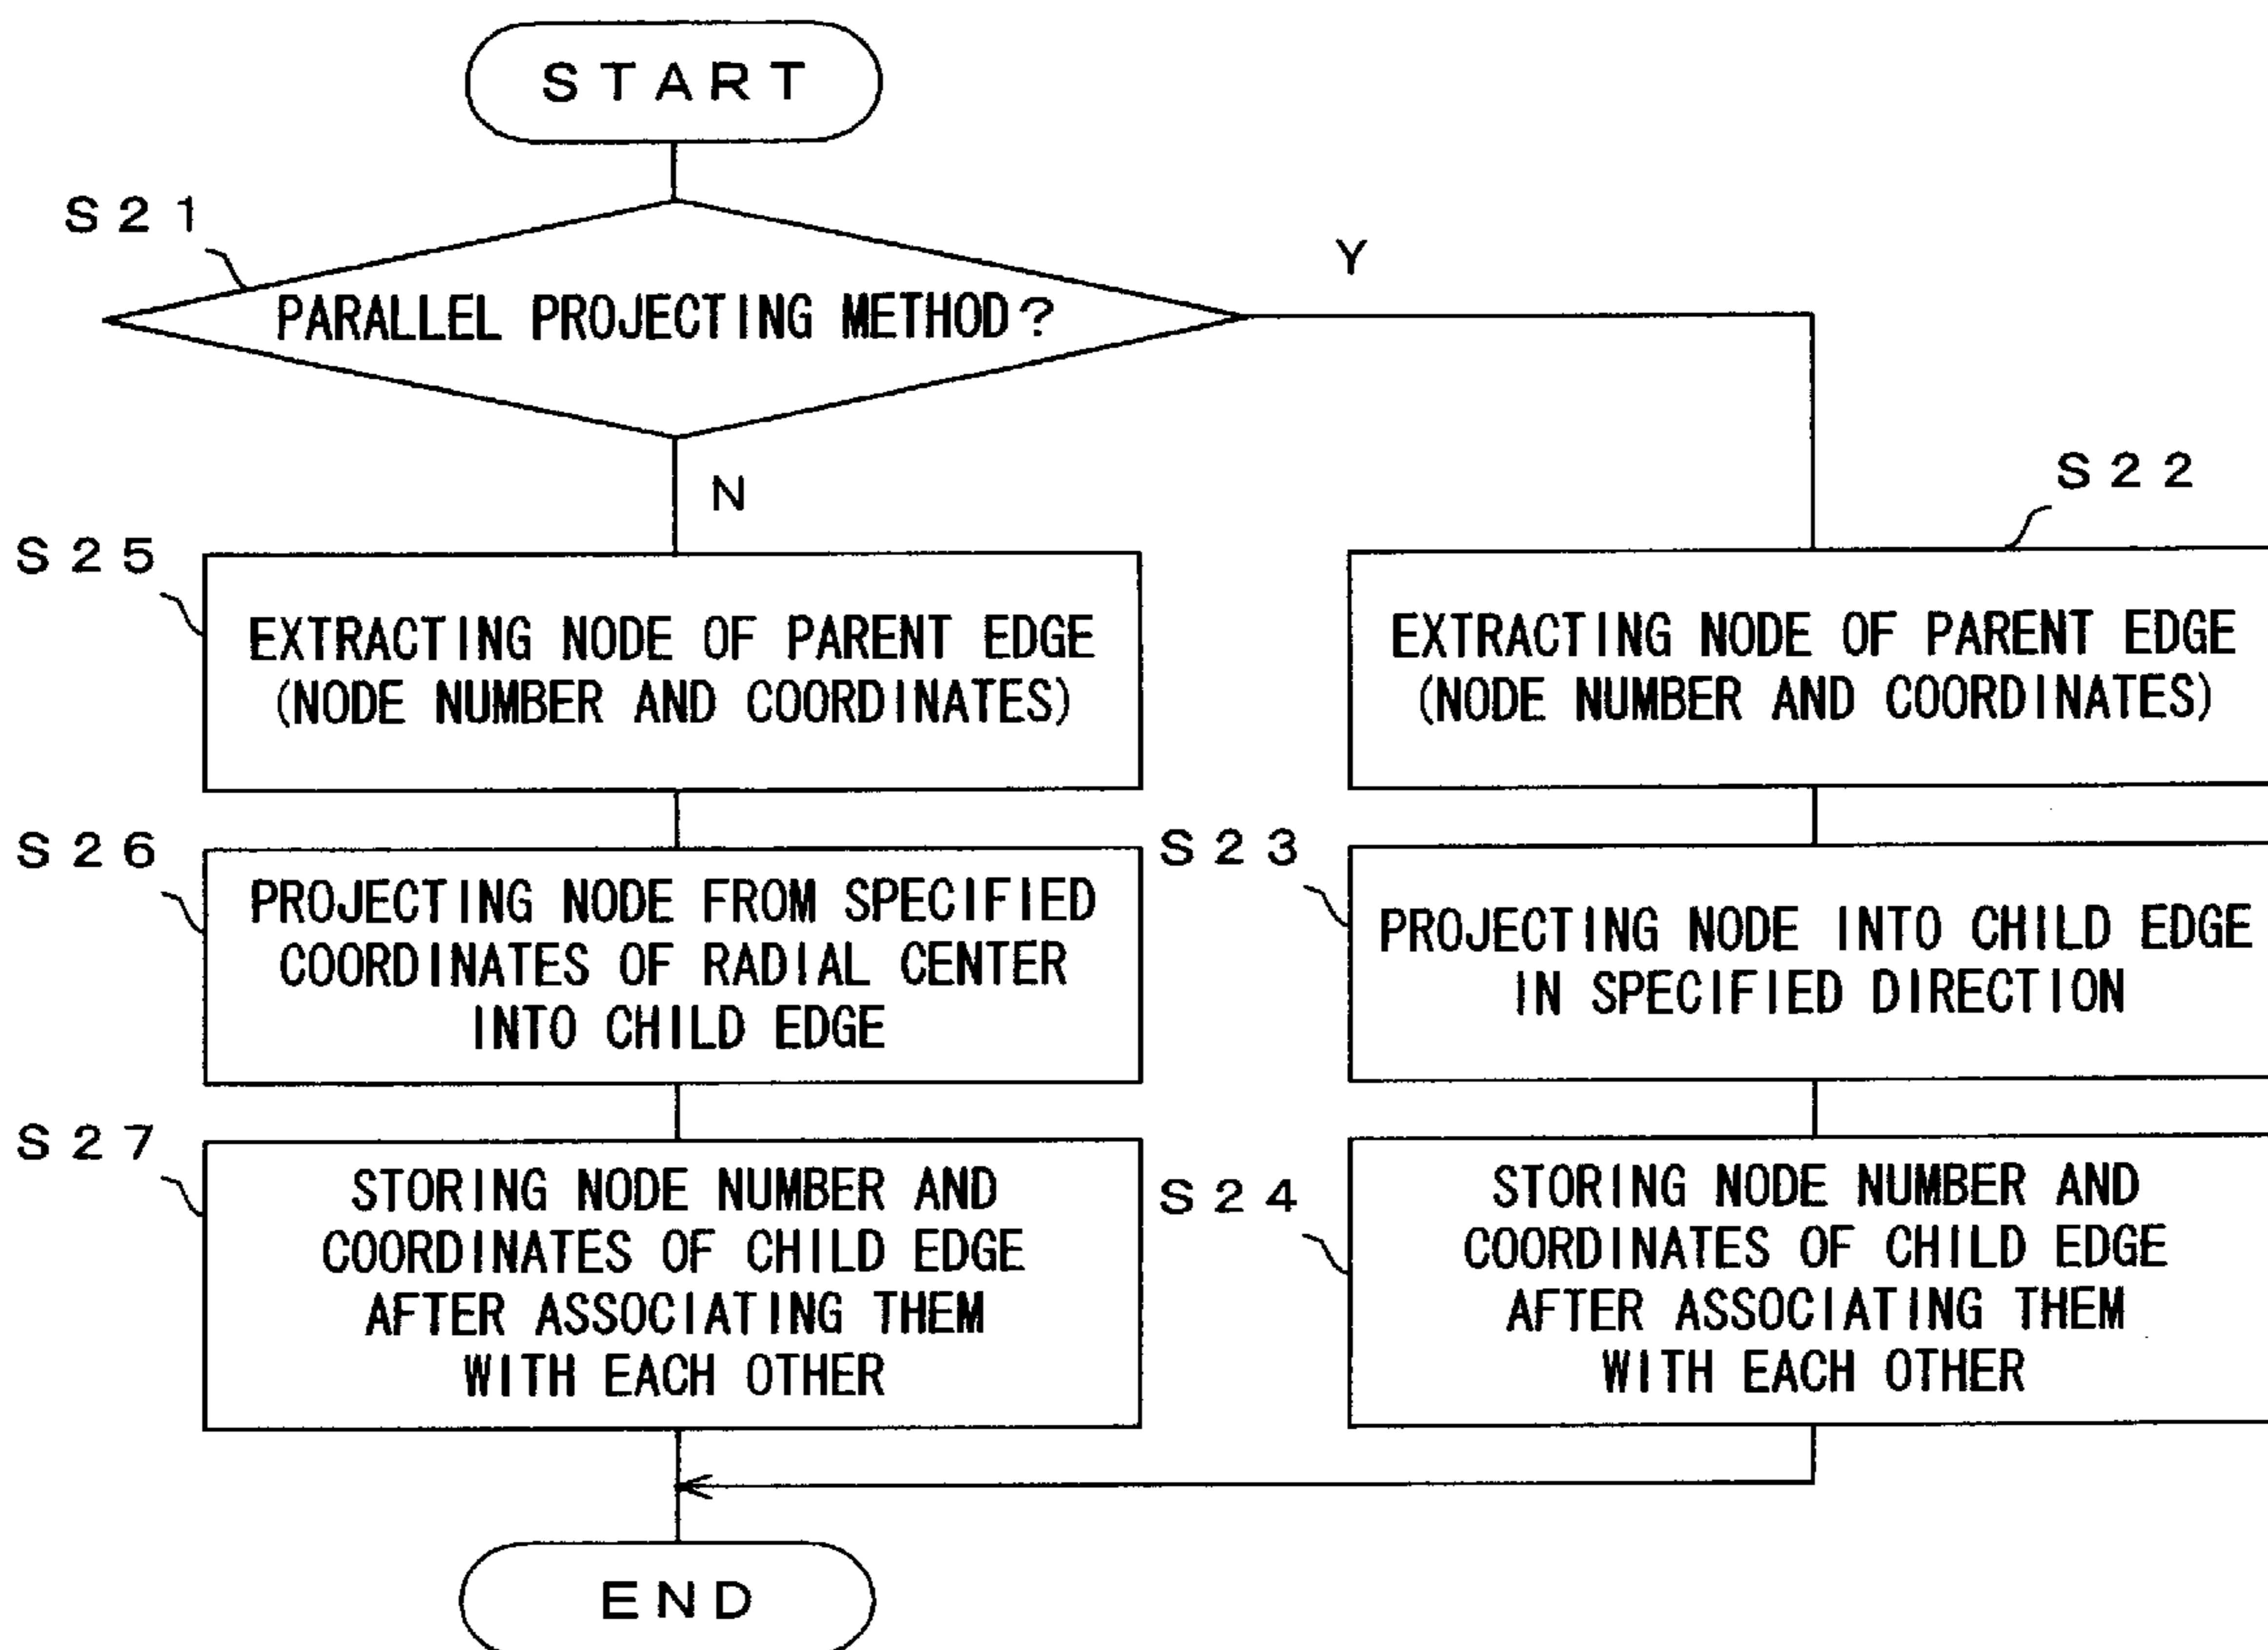 START
S21
PARALLEL PROJECTING METHOD?
Y
N
S25
EXTRACTING NODE OF PARENT EDGE
(NODE NUMBER AND COORDINATES)
S26
PROJECTING NODE FROM SPECIFIED
COORDINATES OF RADIAL CENTER
INTO CHILD EDGE
S27
STORING NODE NUMBER AND
COORDINATES OF CHILD EDGE
AFTER ASSOCIATING THEM
WITH EACH OTHER
S22
EXTRACTING NODE OF PARENT EDGE
(NODE NUMBER AND COORDINATES)
S23
PROJECTING NODE INTO CHILD EDGE
IN SPECIFIED DIRECTION
S24
STORING NODE NUMBER AND
COORDINATES OF CHILD EDGE
AFTER ASSOCIATING THEM
WITH EACH OTHER
END